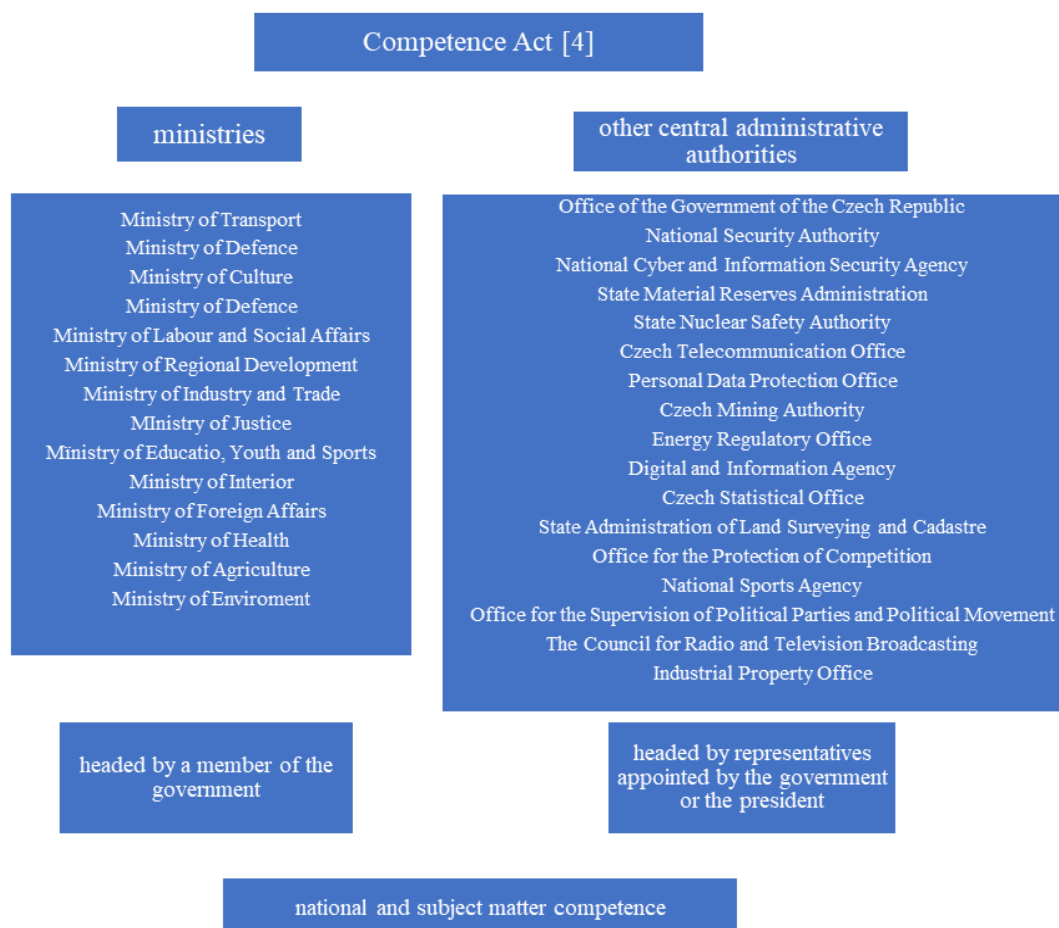 Competence Act [4]
ministries
other central administrative
authorities
Ministry of Transport
Ministry of Defence
Ministry of Culture
Ministry of Defence
Ministry of Labour and Social Affairs
Ministry of Regional Development
Ministry of Industry and Trade
MInistry of Justice
Mīnistry of Educatio, Youth and Sports
Ministry of Interior
Ministry of Foreign Affairs
Ministry of Health
Ministry of Agriculture
Ministry of Enviroment
Office of the Government of the Czech Republic
National Security Authority
National Cyber and Information Security Agency
State Material Reserves Administration
State Nuclear Safety Authority
Czech Telecommunication Office
Personal Data Protection Office
Czech Mining Authority
Energy Regulatory Office
Digital and Information Agency
Czech Statistical Office
State Administration of Land Surveying and Cadastre
Office for the Protection of Competition
National Sports Agency
Office for the Supervision of Political Parties and Political Movement
The Council for Radio and Television Broadcasting
Industrial Property Office
headed by a member of the
government
headed by representatives
appointed by the government
or the president
national and subject matter competence